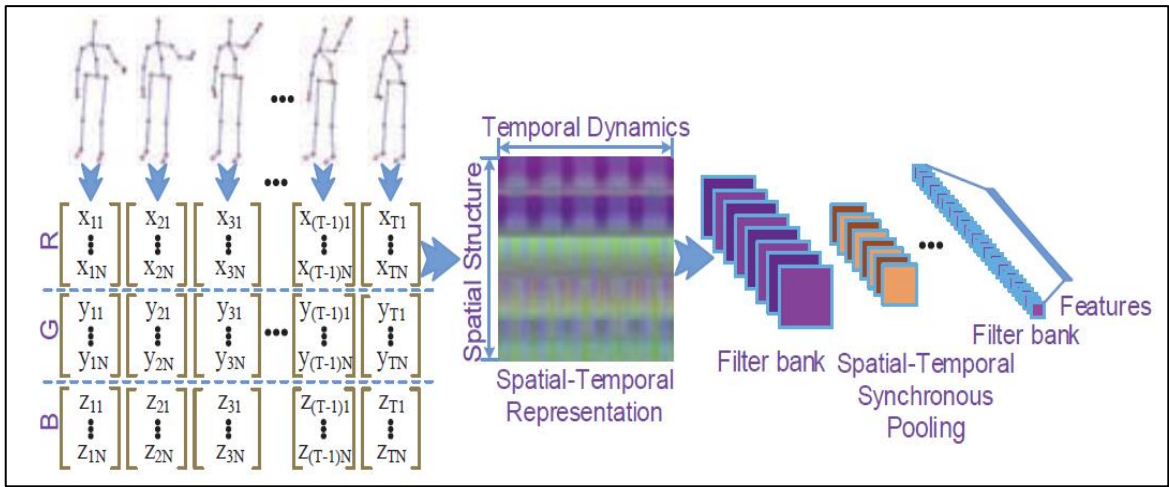 R
x11 x21 x31 x(T-1)1 xT1
x1N x2N x3N x(T-1)N xTN
G
y11 y21 y31 y(T-1)1 yT1
y1N y2N y3N y(T-1)N yTN
B
z11 z21 z31 z(T-1)1 zT1
z1N z2N z3N z(T-1)N zTN
Temporal Dynamics
Spatial Structure
Spatial-Temporal
Representation
Filter bank
Spatial-Temporal
Synchronous
Pooling
Features
Filter bank